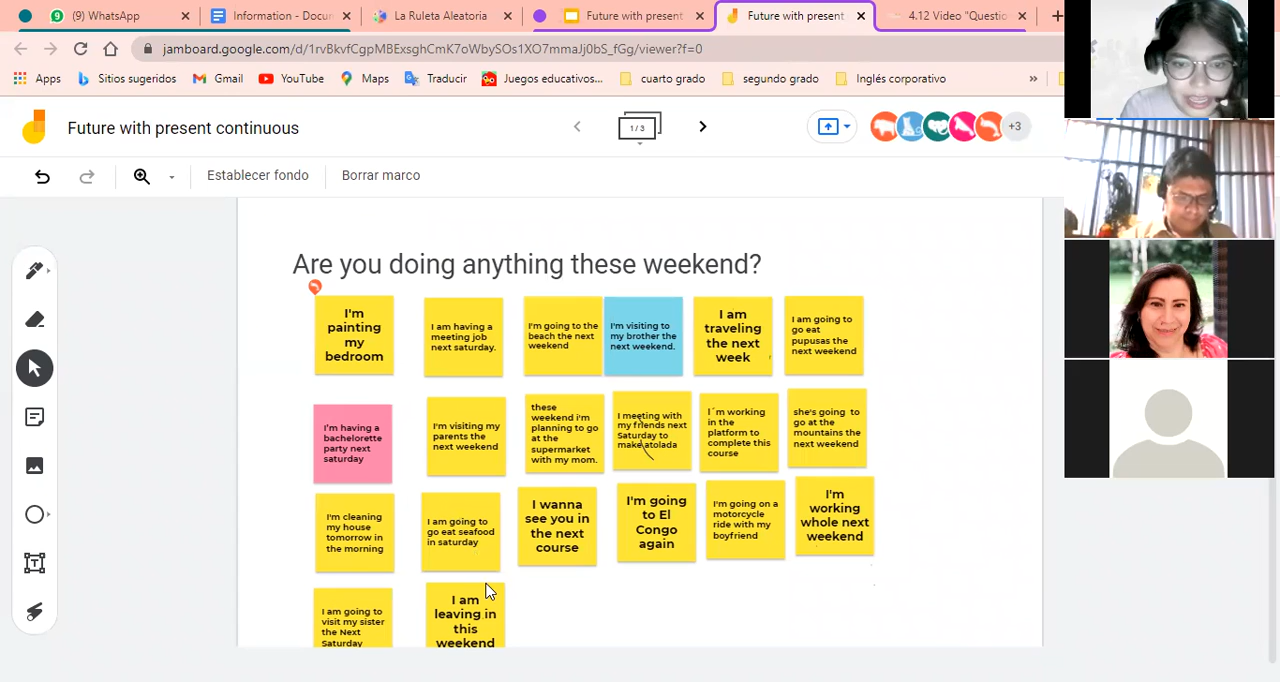 (9) WhatsApp
Information - Docu
La Ruleta Aleatoria
Future with present
Future with present
4.12 Video "Questio
jamboard.google.com/d/1rvBkvfCgpMBExsghCmK7oWbySOs1XO7mmaJj0bS_fGg/viewer?f=0
Apps
Sitios sugeridos
Gmail
YouTube
Maps
Traducir
Juegos educativos...
cuarto grado
segundo grado
Inglés corporativo
»
Future with present continuous
1 / 3
+3
Establecer fondo
Borrar marco
Are you doing anything these weekend?
I'm
painting
my
bedroom
I am having a
meeting job
next saturday.
I'm going to the
beach the next
weekend
I'm visiting to
my brother the
next weekend.
I am
traveling the
next the
week
I am going to
go eat
pupusas the
next weekend
I'm having a
bachelorette
party next
saturday
I'm visiting my
parents the
next weekend
these
weekend i'm
planning to go
at the
supermarket
with my mom.
I meeting with
my friends next
Saturday to
make atolada
I´m working
in the
platform to
complete this
course
she's going to
go at the
mountains the
next weekend
I'm cleaning
my house
tomorrow in
the morning
I am going to
go eat seafood
in saturday
I wanna
see you in
the next
course
I'm going
to El
Congo
again
I'm going on a
motorcycle
ride with my
boyfriend
I'm
working
whole next
weekend
I am going to
visit my sister
the Next
Saturday
I am
leaving in
this
weekend